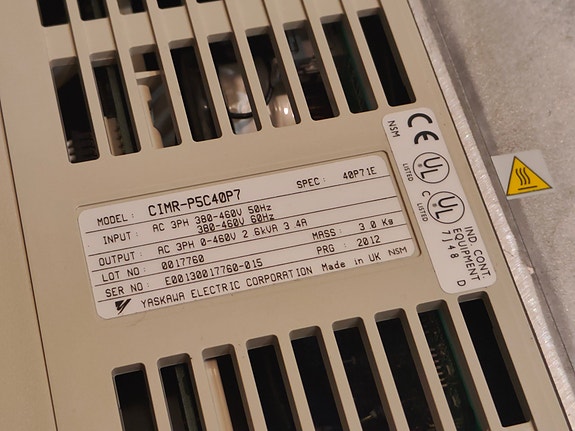 MODEL: CIMR-P5C40P7 SPEC: 40P71E
INPUT: AC 3PH 380-460V 50Hz
380-460V 60Hz
OUTPUT: AC 3PH 0-460V 2 6kVA 3.4A
LOT NO: 0017760 MASS: 3.0 Kg
SER NO: E00130017760-015 PRG: 2012
YASKAWA ELECTRIC CORPORATION Made in UK NSM
NSM
CE
UL
LISTED
C UL
LISTED
IND. CONT.
EQUIPMENT
7J48 D